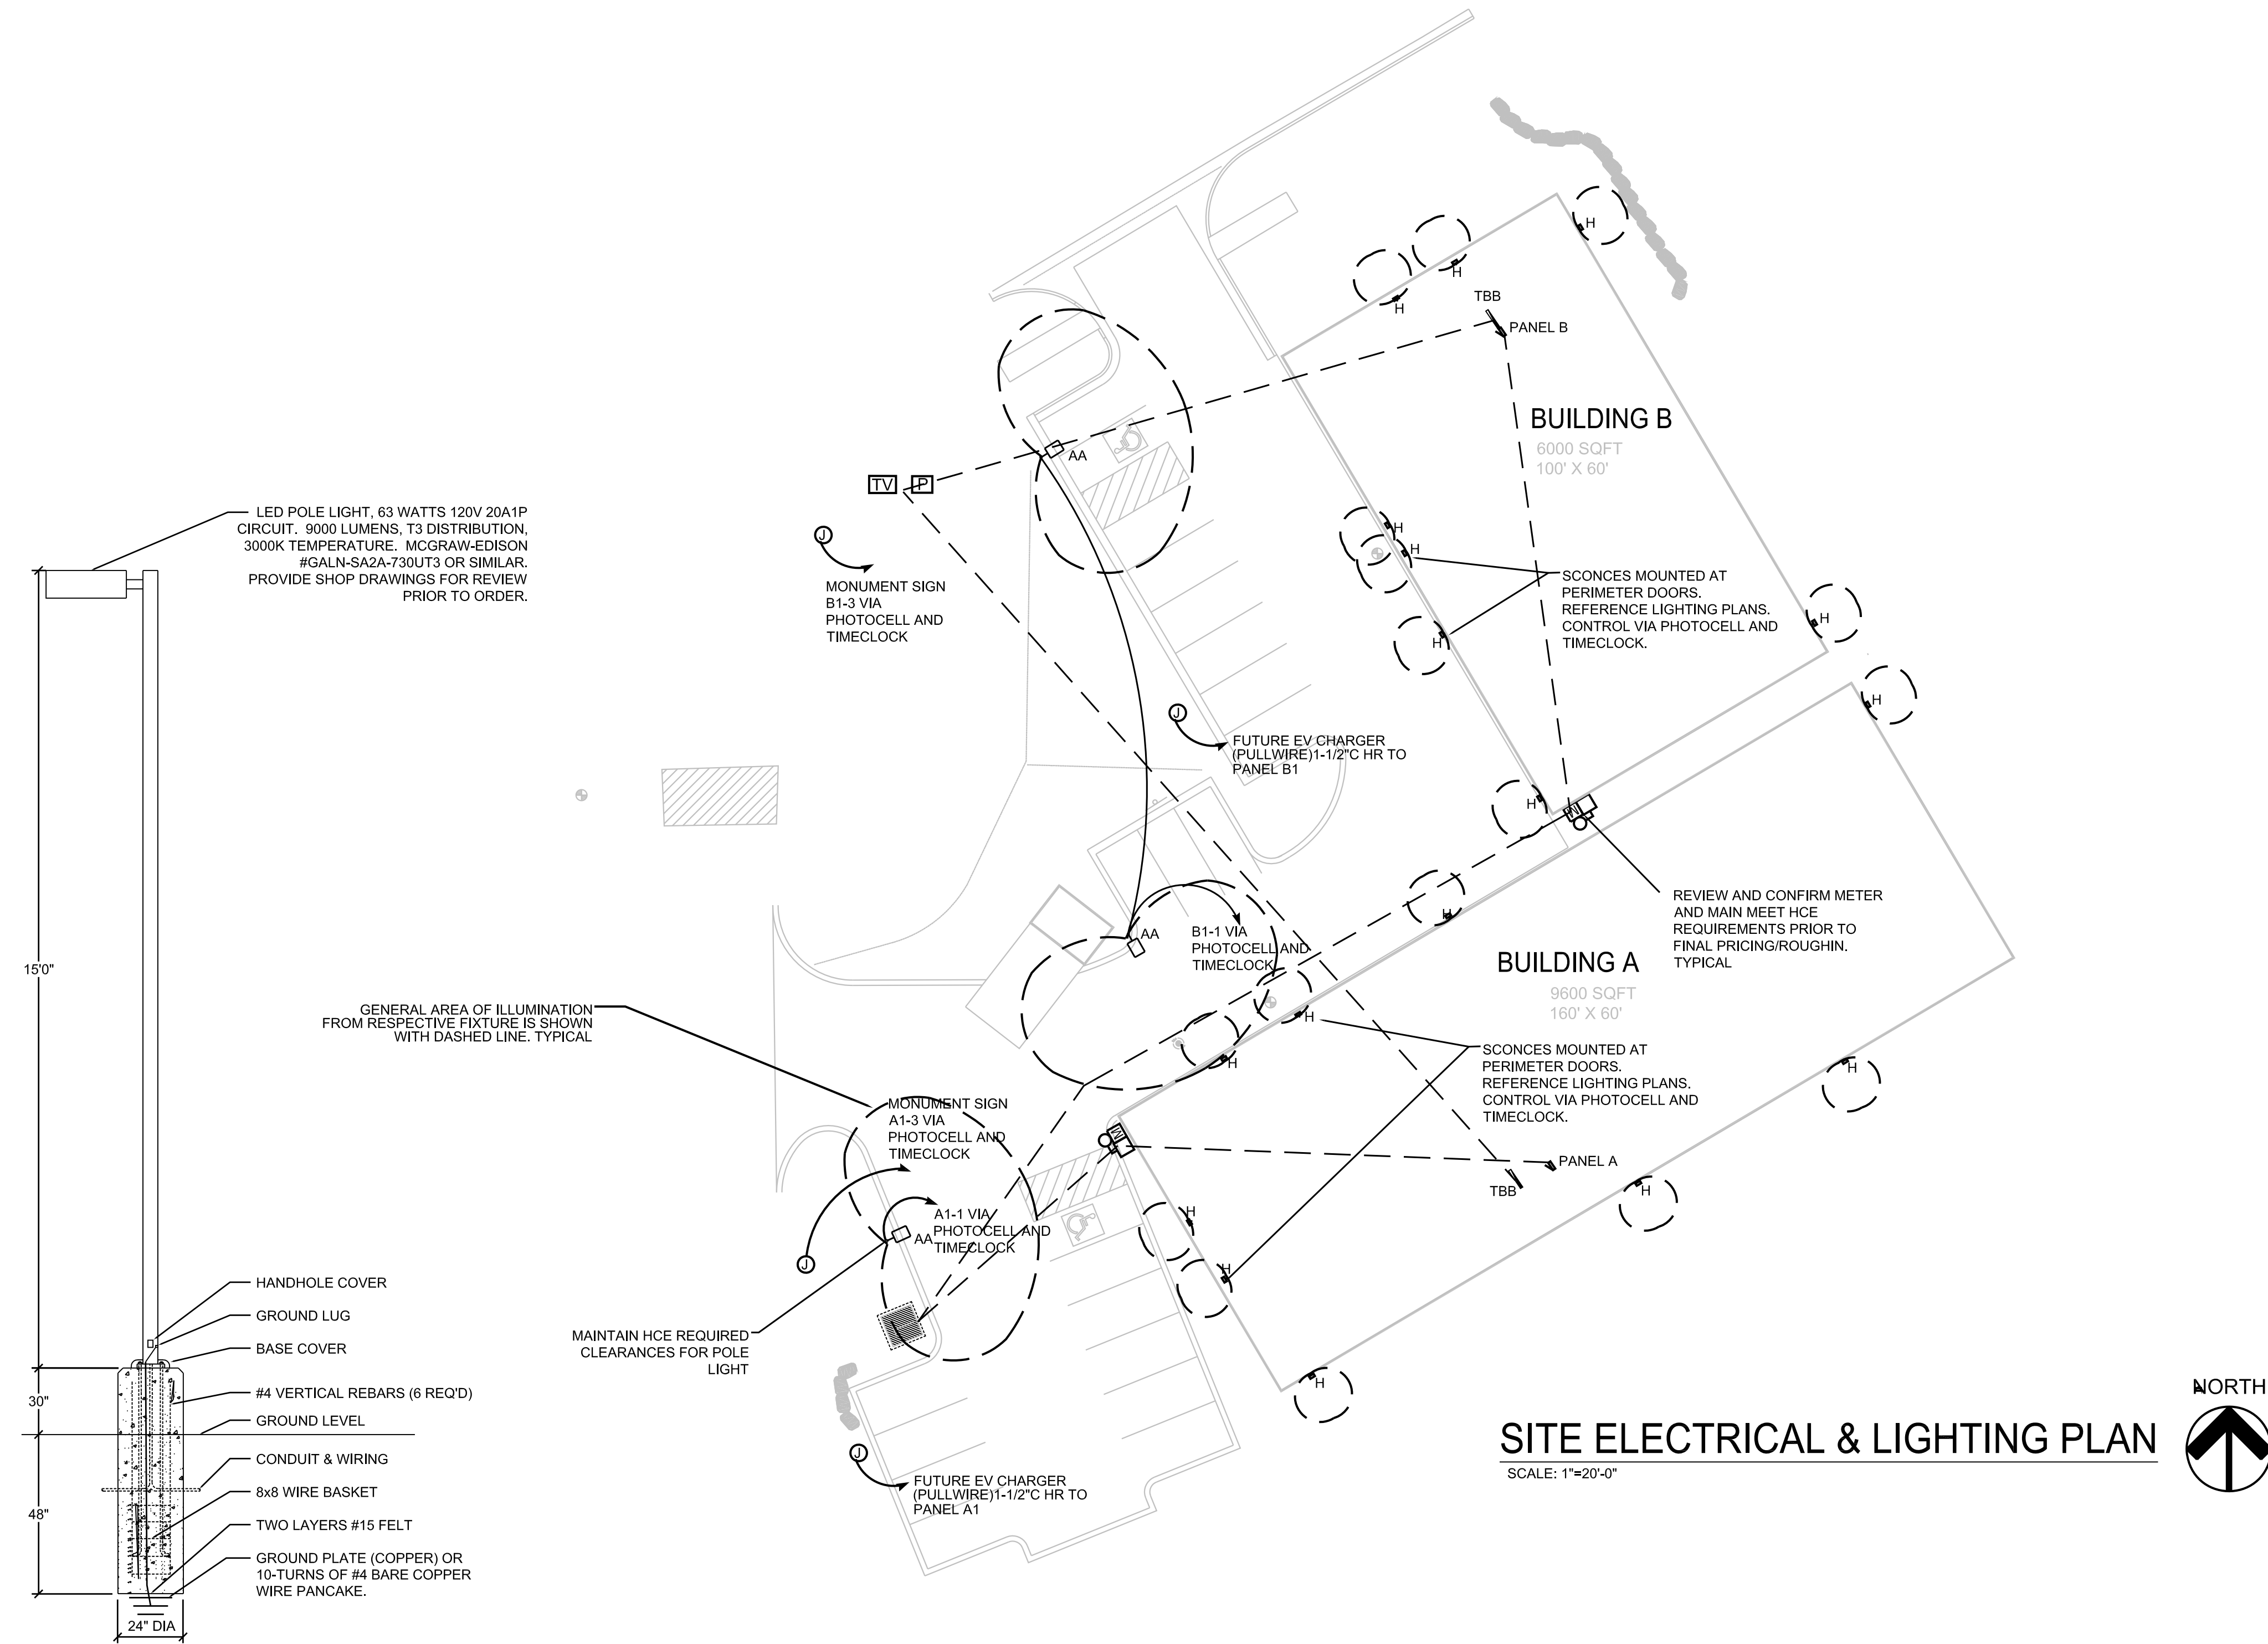 LED POLE LIGHT, 63 WATTS 120V 20A1P
CIRCUIT. 9000 LUMENS, T3 DISTRIBUTION,
3000K TEMPERATURE. MCGRAW-EDISON
#GALN-SA2A-730UT3 OR SIMILAR.
PROVIDE SHOP DRAWINGS FOR REVIEW
PRIOR TO ORDER.
15'0"
HANDHOLE COVER
GROUND LUG
BASE COVER
#4 VERTICAL REBARS (6 REQ'D)
30"
GROUND LEVEL
CONDUIT & WIRING
8x8 WIRE BASKET
48"
TWO LAYERS #15 FELT
GROUND PLATE (COPPER) OR
10-TURNS OF #4 BARE COPPER
WIRE PANCAKE.
24" DIA
GENERAL AREA OF ILLUMINATION
FROM RESPECTIVE FIXTURE IS SHOWN
WITH DASHED LINE. TYPICAL
H
H
H
TBB
PANEL B
BUILDING B
6000 SQFT
100' X 60'
AA
TV
P
J
MONUMENT SIGN
B1-3 VIA
PHOTOCELL AND
TIMECLOCK
H
H
H
SCONCES MOUNTED AT
PERIMETER DOORS.
REFERENCE LIGHTING PLANS.
CONTROL VIA PHOTOCELL AND
TIMECLOCK.
H
H
J
FUTURE EV CHARGER
(PULLWIRE)1-1/2"C HR TO
PANEL B1
H
M
REVIEW AND CONFIRM METER
AND MAIN MEET HCE
REQUIREMENTS PRIOR TO
FINAL PRICING/ROUGHIN.
TYPICAL
H
AA
B1-1 VIA
PHOTOCELL AND
TIMECLOCK
BUILDING A
9600 SQFT
160' X 60'
H
H
SCONCES MOUNTED AT
PERIMETER DOORS.
REFERENCE LIGHTING PLANS.
CONTROL VIA PHOTOCELL AND
TIMECLOCK.
H
MONUMENT SIGN
A1-3 VIA
PHOTOCELL AND
TIMECLOCK
M
PANEL A
TBB
H
H
H
A1-1 VIA
PHOTOCELL AND
TIMECLOCK
AA
J
MAINTAIN HCE REQUIRED
CLEARANCES FOR POLE
LIGHT
H
J
FUTURE EV CHARGER
(PULLWIRE)1-1/2"C HR TO
PANEL A1
SITE ELECTRICAL & LIGHTING PLAN
SCALE: 1"=20'-0"
NORTH